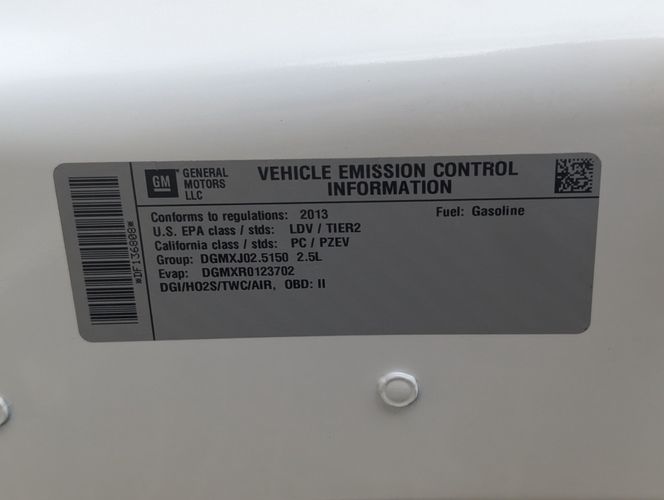 GM
GENERAL
MOTORS
LLC
VEHICLE EMISSION CONTROL
INFORMATION
Conforms to regulations: 2013
Fuel: Gasoline
U.S. EPA class / stds: LDV / TIER2
California class / stds: PC / PZEV
Group: DGMXJ02.5150 2.5L
Evap: DGMXR0123702
DGI/HO2S/TWC/AIR, OBD: II
*DF136808*